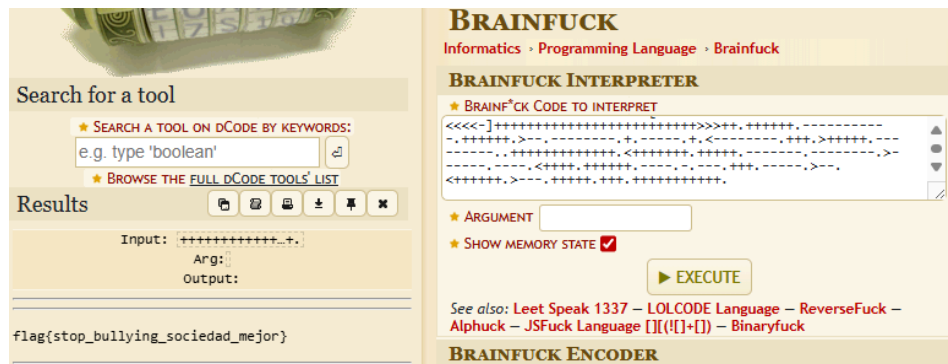 BRAINFUCK
Informatics › Programming Language › Brainfuck
BRAINFUCK INTERPRETER
★ BRAINF*CK CODE TO INTERPRET
<++++++.>---.+++++.+++.+++++++++++.
★ ARGUMENT
★ SHOW MEMORY STATE
▶ EXECUTE
See also: Leet Speak 1337 – LOLCODE Language – ReverseFuck –
Alphuck – JSFuck Language [][(![]+[]) – Binaryfuck
BRAINFUCK ENCODER
Search for a tool
★ SEARCH A TOOL ON DCODE BY KEYWORDS:
e.g. type 'boolean'
★ BROWSE THE FULL DCODE TOOLS' LIST
Results
Input: ++++++++++++…+.
Arg:
Output:
flag{stop_bullying_sociedad_mejor}